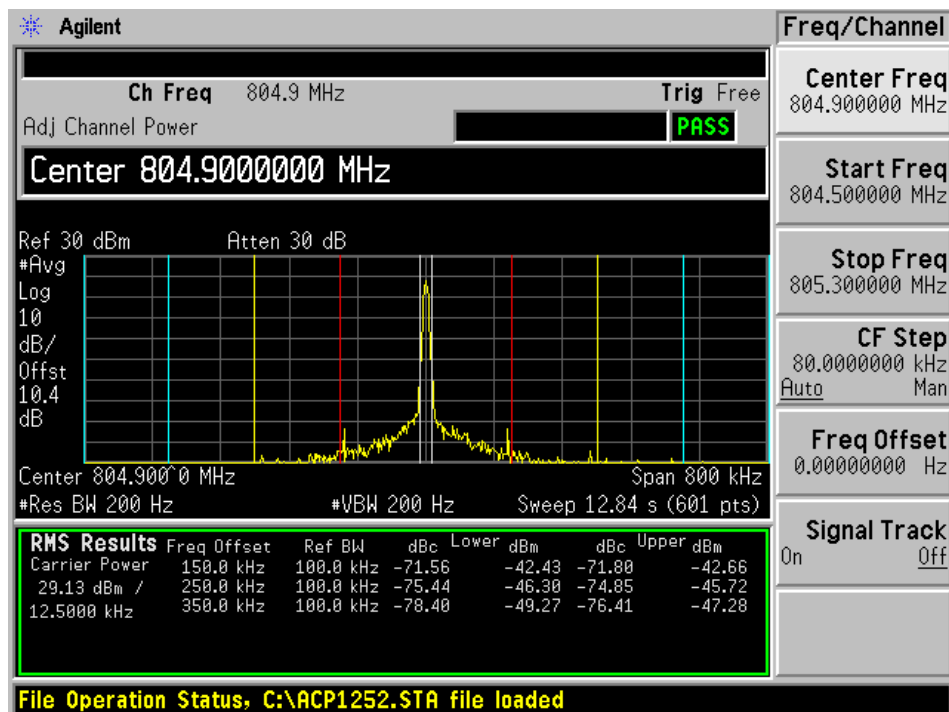 Agilent
Freq/Channel
Ch Freq 804.9 MHz Trig Free
Adj Channel Power PASS
Center 804.9000000 MHz
Ref 30 dBm Atten 30 dB
#Avg
Log
10
dB/
Offst
10.4
dB
Center 804.900^0 MHz Span 800 kHz
#Res BW 200 Hz #VBW 200 Hz Sweep 12.84 s (601 pts)
RMS Results Freq Offset Ref BW dBc Lower dBm dBc Upper dBm
Carrier Power 150.0 kHz 100.0 kHz -71.56 -42.43 -71.80 -42.66
29.13 dBm / 250.0 kHz 100.0 kHz -75.44 -46.30 -74.85 -45.72
12.5000 kHz 350.0 kHz 100.0 kHz -78.40 -49.27 -76.41 -47.28
File Operation Status, C:\ACP1252.STA file loaded
Center Freq
804.900000 MHz
Start Freq
804.500000 MHz
Stop Freq
805.300000 MHz
CF Step
80.0000000 kHz
Auto Man
Freq Offset
0.00000000 Hz
Signal Track
On Off